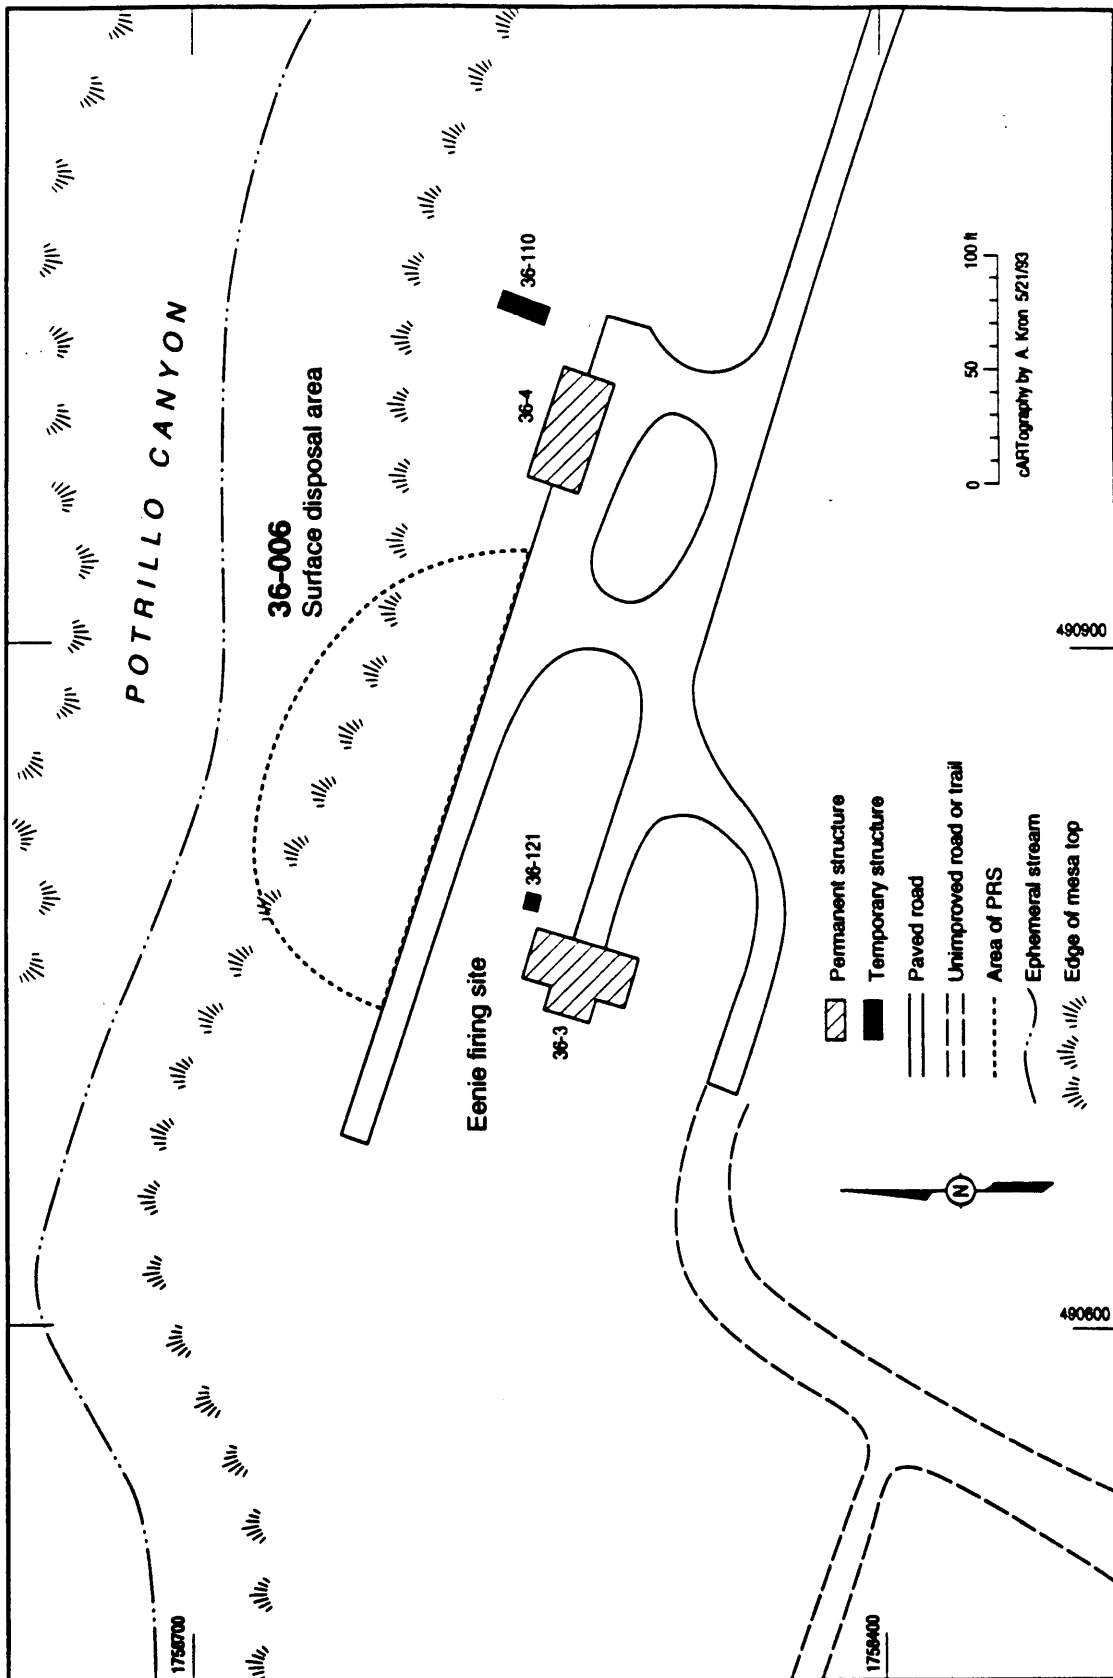 POTRILLO CANYON
36-006
Surface disposal area
36-110
36-4
36-121
36-3
Eenie firing site
0 50 100 ft
cARTography by A. Kron 5/21/93
Permanent structure
Temporary structure
Paved road
Unimproved road or trail
Area of PRS
Ephemeral stream
Edge of mesa top
N
490900
490600
1758700
1758400